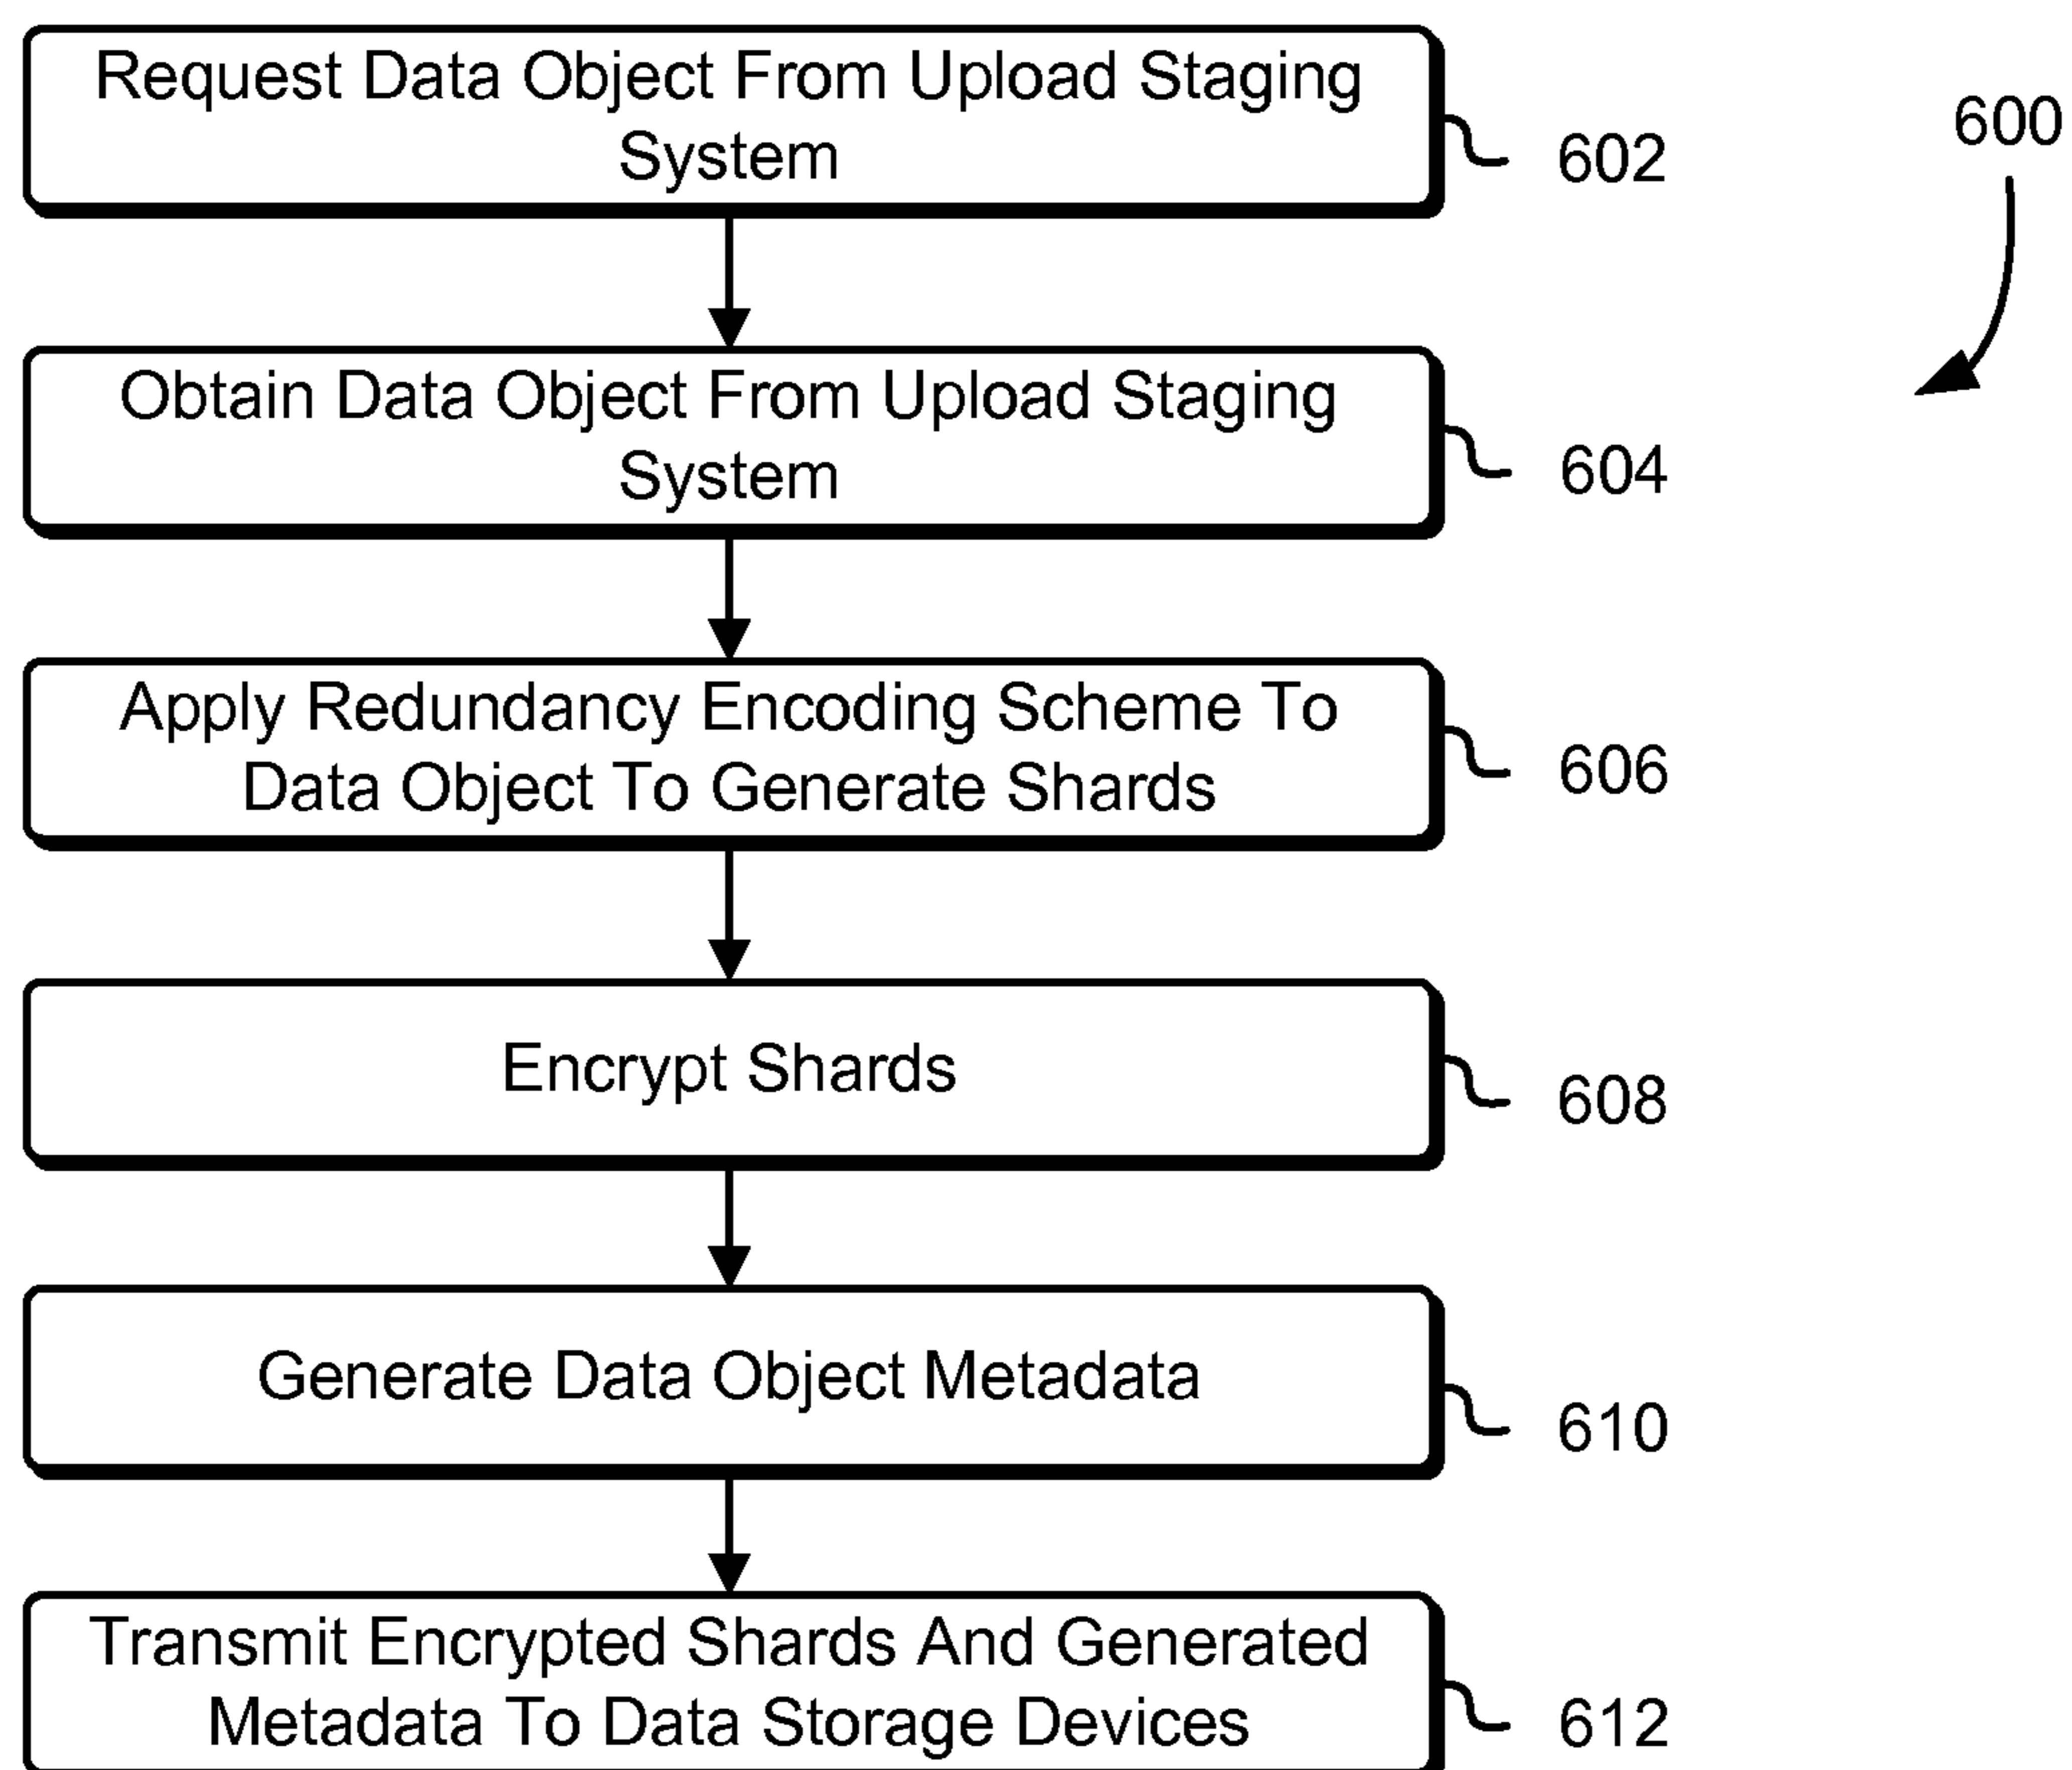 Request Data Object From Upload Staging
System
602
600
Obtain Data Object From Upload Staging
System
604
Apply Redundancy Encoding Scheme To
Data Object To Generate Shards
606
Encrypt Shards
608
Generate Data Object Metadata
610
Transmit Encrypted Shards And Generated
Metadata To Data Storage Devices
612